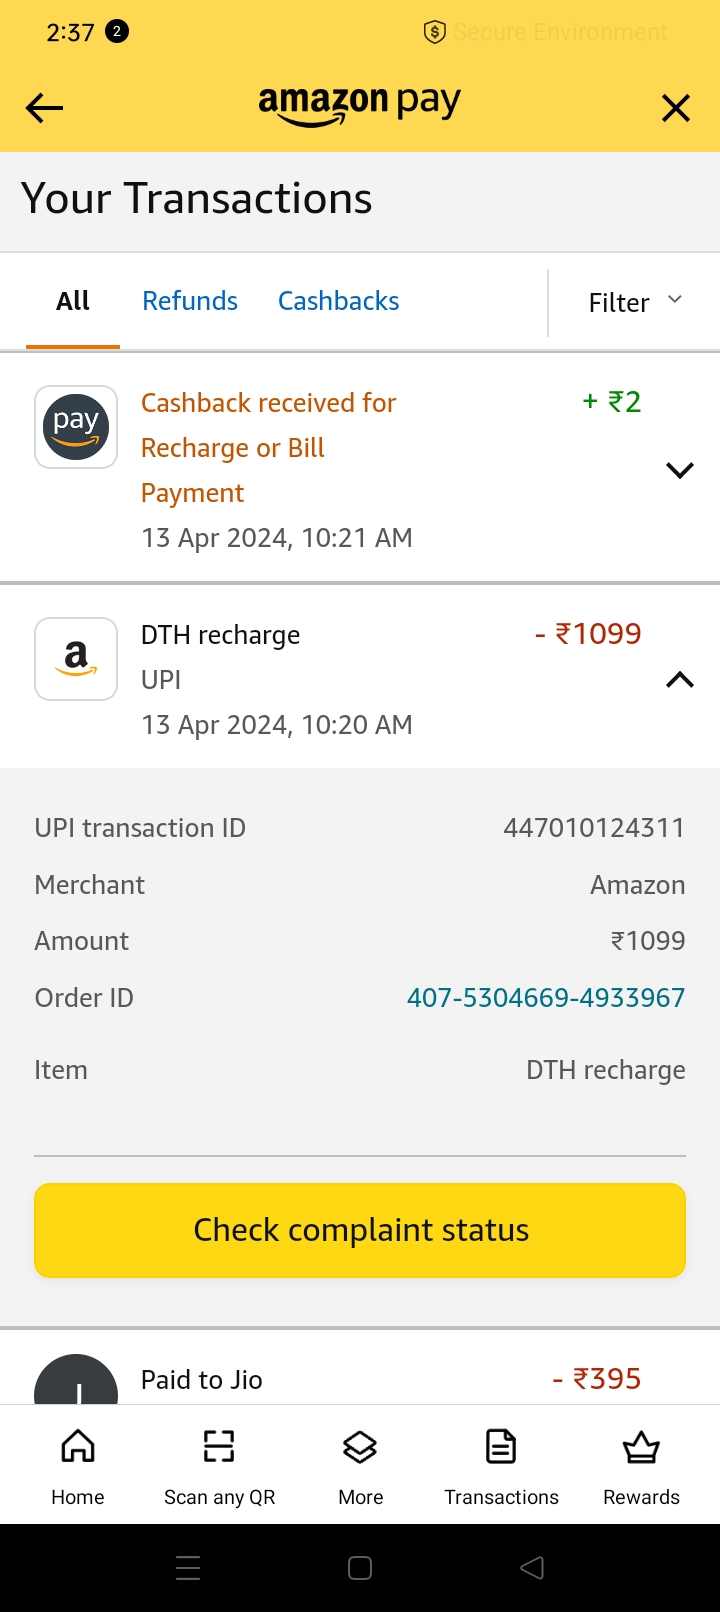 2:37 2 Secure Environment
amazon pay
Your Transactions
All Refunds Cashbacks Filter
pay
Cashback received for + ₹2
Recharge or Bill
Payment
13 Apr 2024, 10:21 AM
a
DTH recharge - ₹1099
UPI
13 Apr 2024, 10:20 AM
UPI transaction ID 447010124311
Merchant Amazon
Amount ₹1099
Order ID 407-5304669-4933967
Item DTH recharge
Check complaint status
Paid to Jio - ₹395
Home Scan any QR More Transactions Rewards